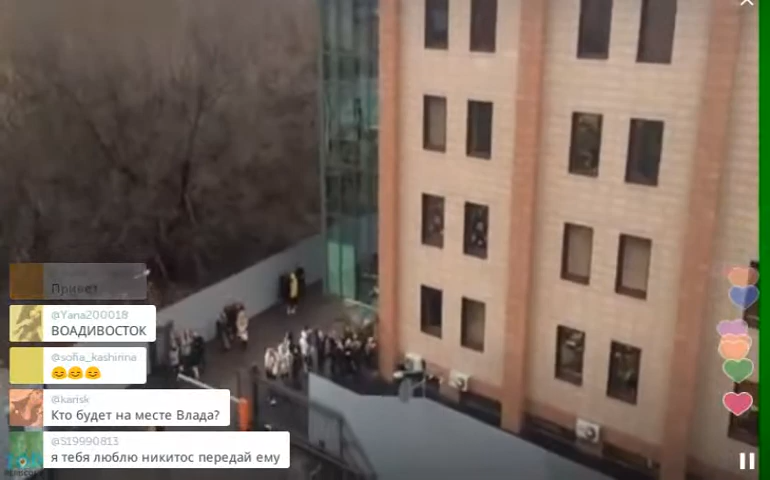 Привет
@Yana200018
ВОАДИВОСТОК
@sofia_kashirina
😊😊😊
@karisk
Кто будет на месте Влада?
@S19990813
я тебя люблю никитос передай ему